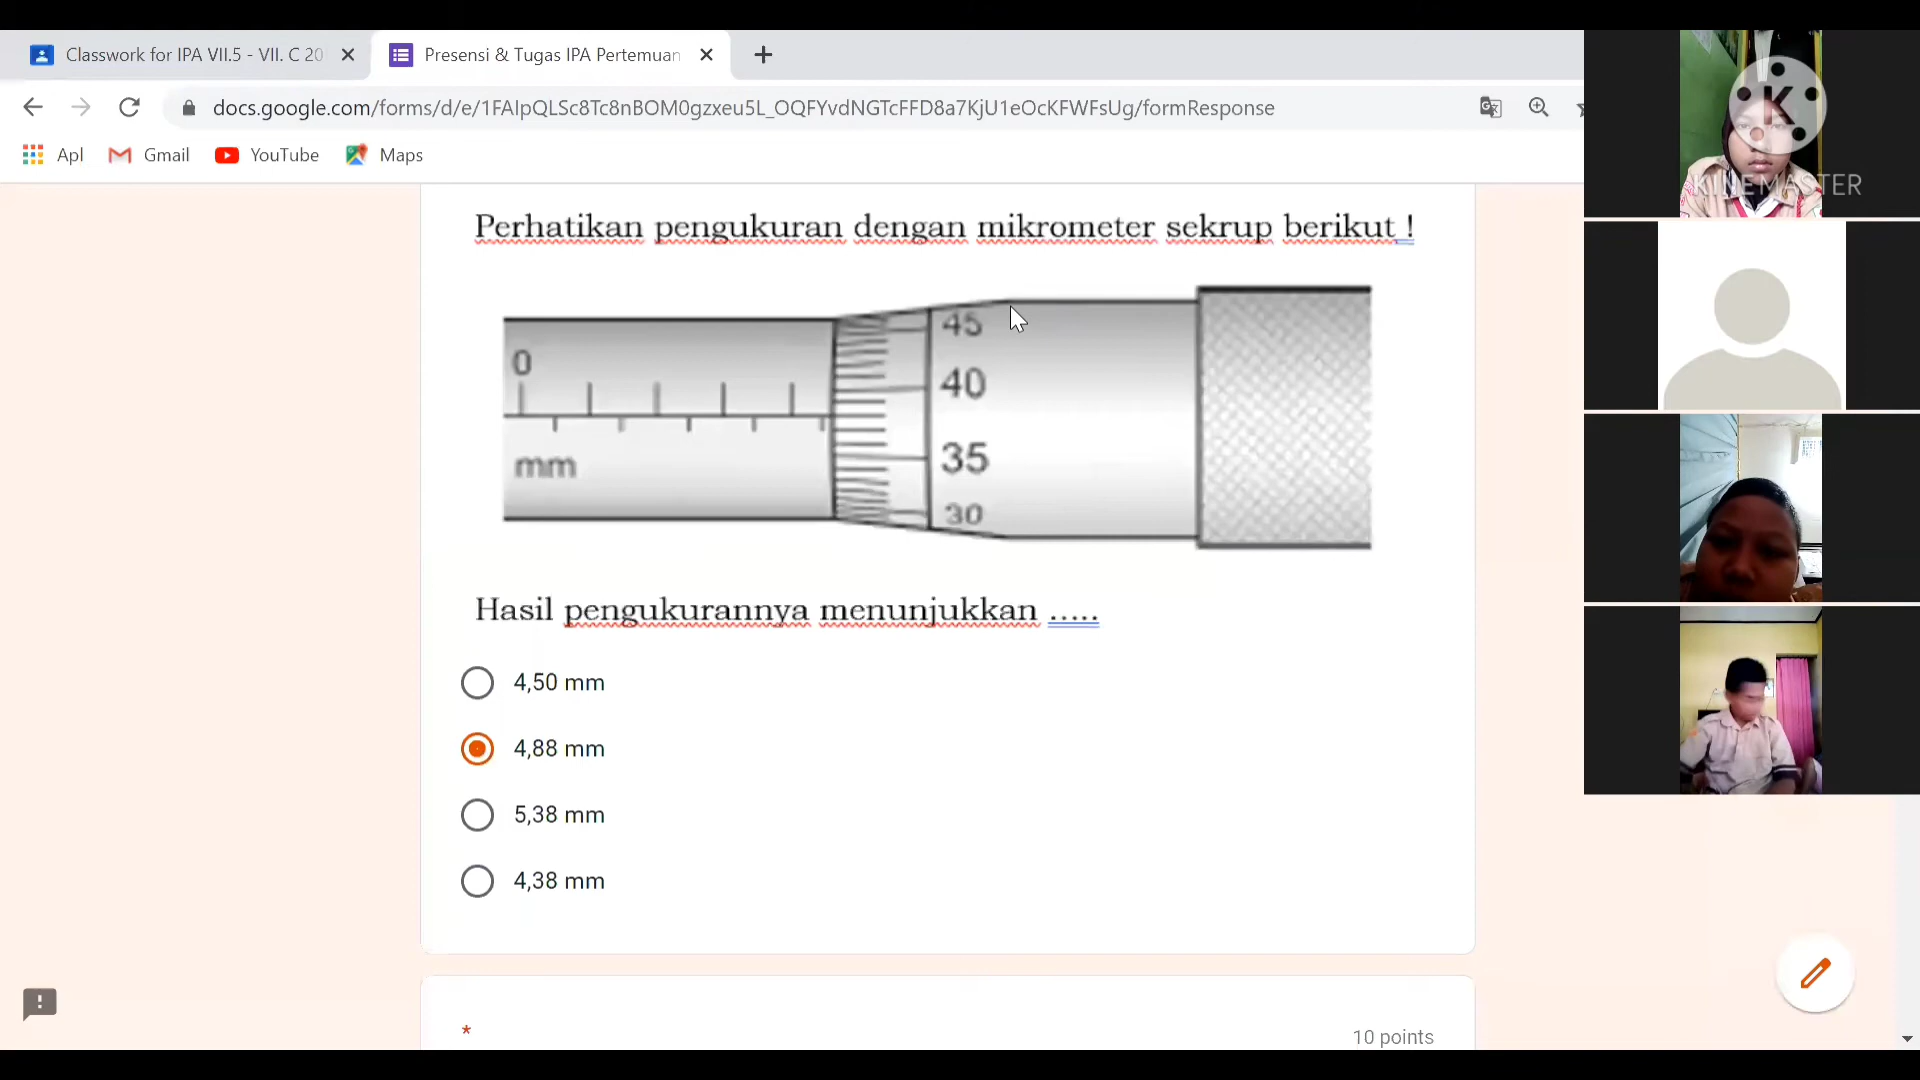 Classwork for IPA VII.5 - VII. C 20
Presensi & Tugas IPA Pertemuan
docs.google.com/forms/d/e/1FAIpQLSc8Tc8nBOM0gzxeu5L_OQFYvdNGTcFFD8a7KjU1eOcKFWFsUg/formResponse
Apl
Gmail
YouTube
Maps
K
KINEMASTER
Perhatikan pengukuran dengan mikrometer sekrup berikut !
0
mm
45
40
35
30
Hasil pengukurannya menunjukkan .....
4,50 mm
4,88 mm
5,38 mm
4,38 mm
*
10 points